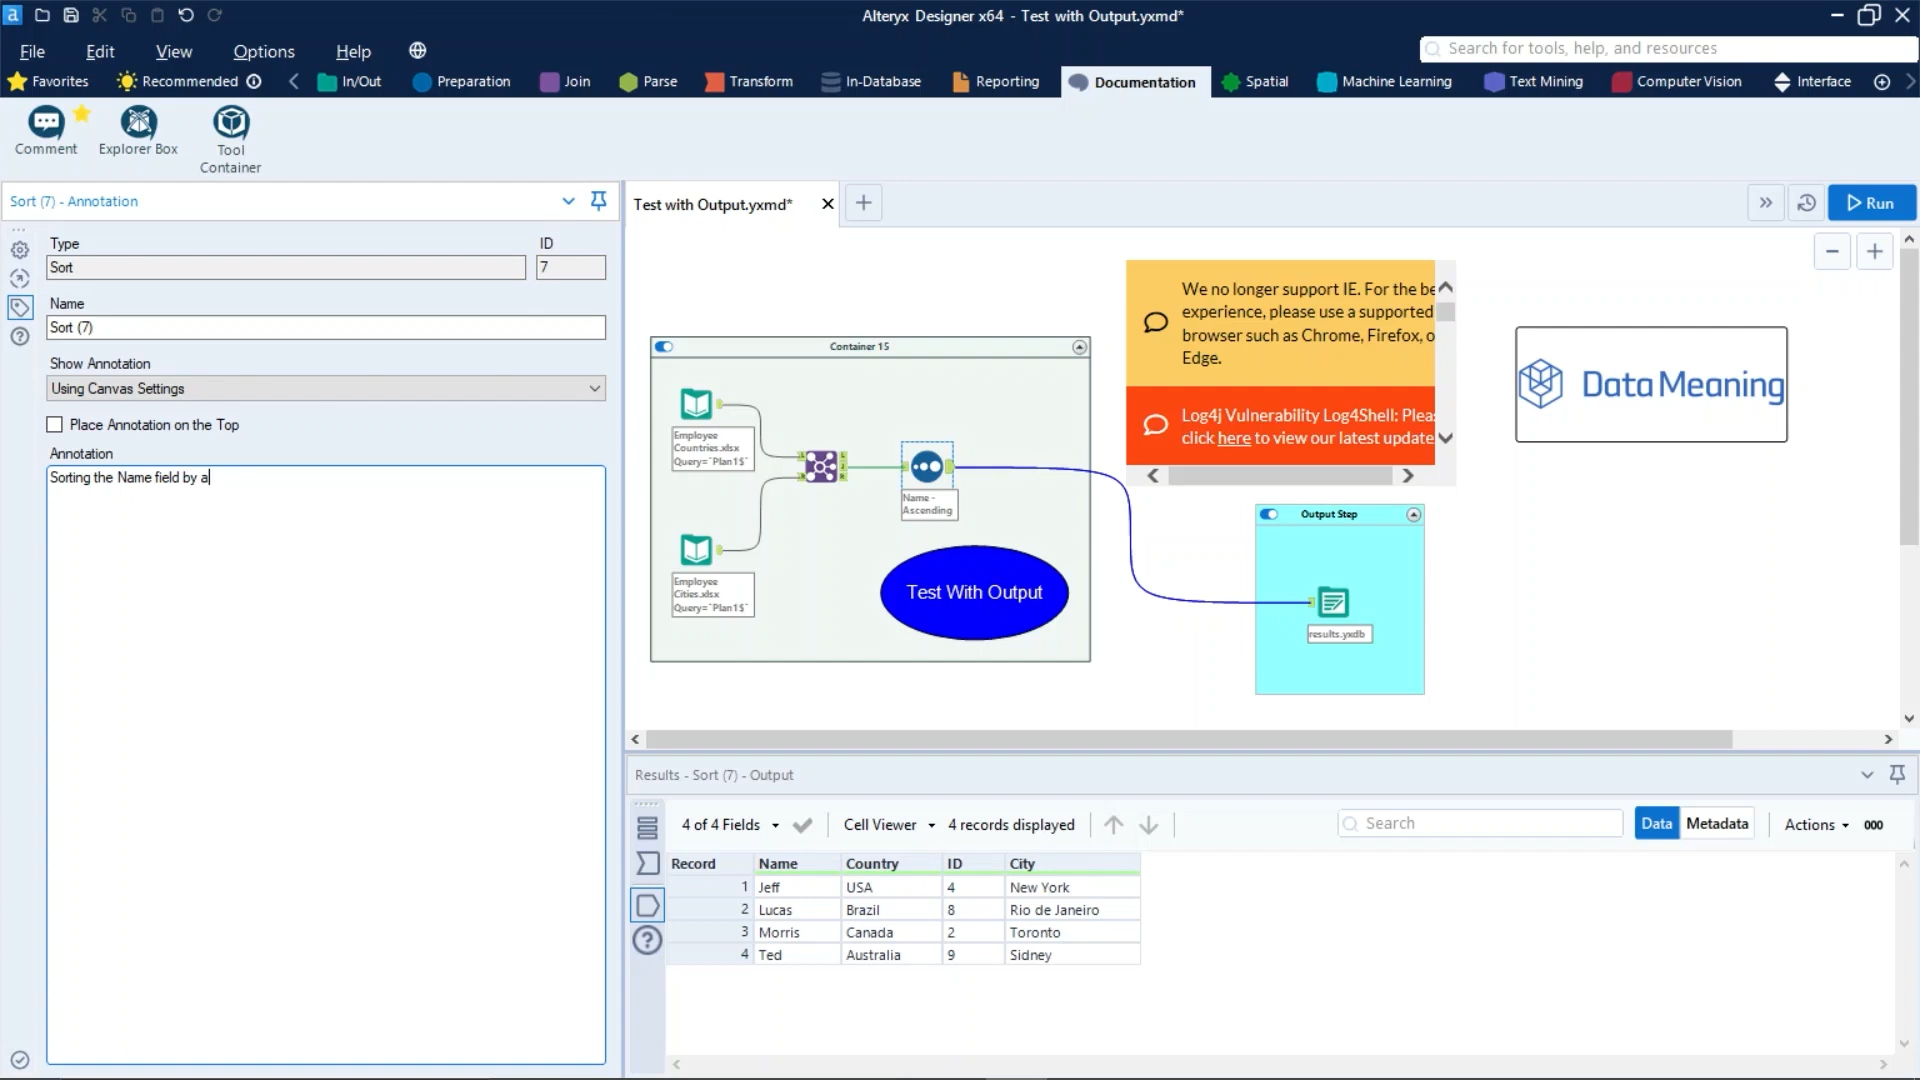 Alteryx Designer x64 - Test with Output.yxmd*
File Edit View Options Help
Search for tools, help, and resources
Favorites Recommended In/Out Preparation Join Parse Transform In-Database Reporting Documentation Spatial Machine Learning Text Mining Computer Vision Interface
Comment
Explorer Box
Tool
Container
Sort (7) - Annotation
Type
ID
Sort
7
Name
Sort (7)
Show Annotation
Using Canvas Settings
Place Annotation on the Top
Annotation
Sorting the Name field by a
Test with Output.yxmd*
Run
Container 15
Employee
Countries.xlsx
Query=`Plan1$`
Name -
Ascending
Employee
Cities.xlsx
Query=`Plan1$`
Test With Output
We no longer support IE. For the be
experience, please use a supported
browser such as Chrome, Firefox, o
Edge.
Log4j Vulnerability Log4Shell: Pleas
click here to view our latest update
Data Meaning
Output Step
results.yxdb
Results - Sort (7) - Output
4 of 4 Fields
Cell Viewer
4 records displayed
Search
Data
Metadata
Actions
000
Record Name Country ID City
1 Jeff USA 4 New York
2 Lucas Brazil 8 Rio de Janeiro
3 Morris Canada 2 Toronto
4 Ted Australia 9 Sidney